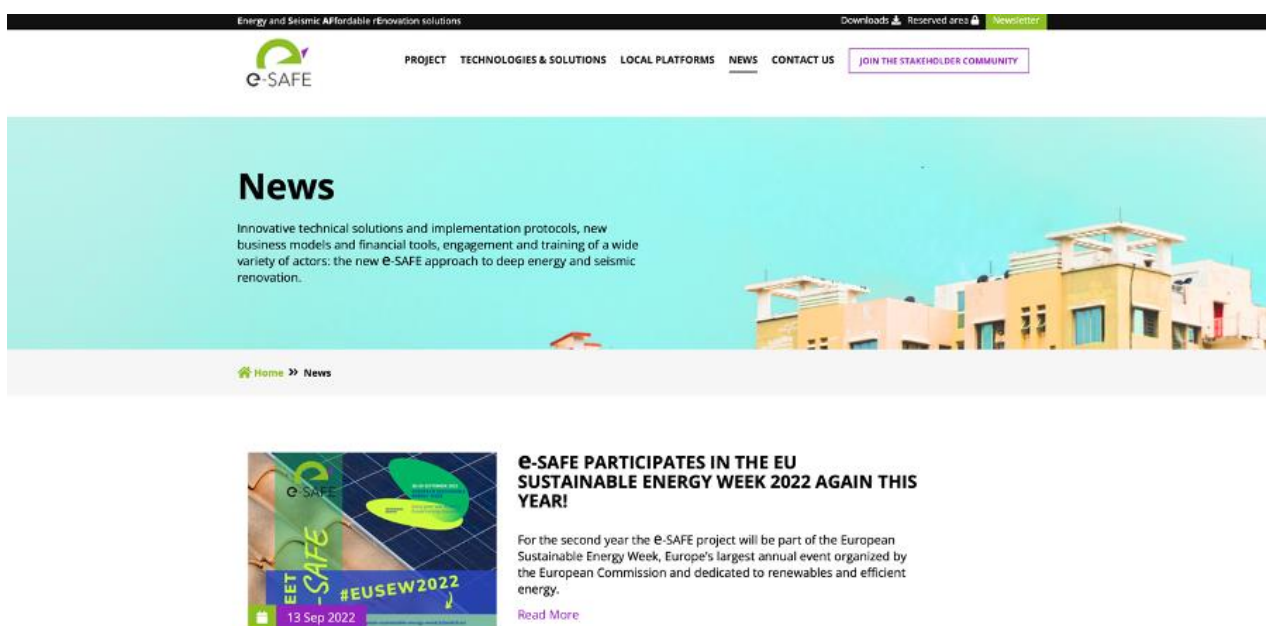 Energy and Seismic AFfordable rEnovation solutions
Downloads Reserved area Newsletter
e-SAFE
PROJECT TECHNOLOGIES & SOLUTIONS LOCAL PLATFORMS NEWS CONTACT US JOIN THE STAKEHOLDER COMMUNITY
News
Innovative technical solutions and implementation protocols, new
business models and financial tools, engagement and training of a wide
variety of actors: the new e-SAFE approach to deep energy and seismic
renovation.
Home » News
e-SAFE
EET
-SAFE
#EUSEW2022
13 Sep 2022
e-SAFE PARTICIPATES IN THE EU
SUSTAINABLE ENERGY WEEK 2022 AGAIN THIS
YEAR!
For the second year the e-SAFE project will be part of the European
Sustainable Energy Week, Europe's largest annual event organized by
the European Commission and dedicated to renewables and efficient
energy.
Read More